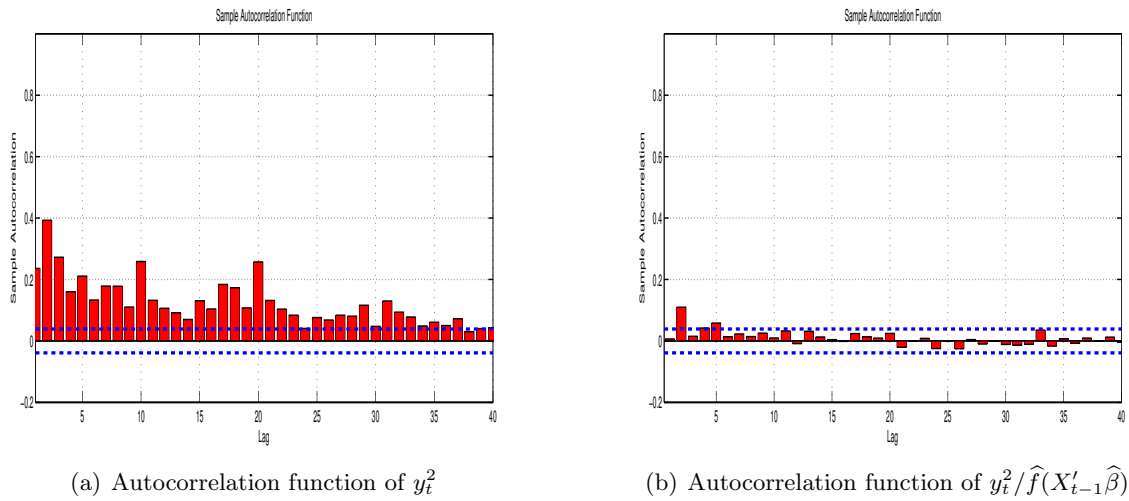 Sample Autocorrelation Function
Sample Autocorrelation
0.8
0.6
0.4
0.2
0
−0.2
5 10 15 20 25 30 35 40
Lag
(a) Autocorrelation function of $y_t^2$
Sample Autocorrelation Function
Sample Autocorrelation
0.8
0.6
0.4
0.2
0
−0.2
5 10 15 20 25 30 35 40
Lag
(b) Autocorrelation function of $y_t^2/\widehat{f}(X_{t-1}'\widehat{\beta})$